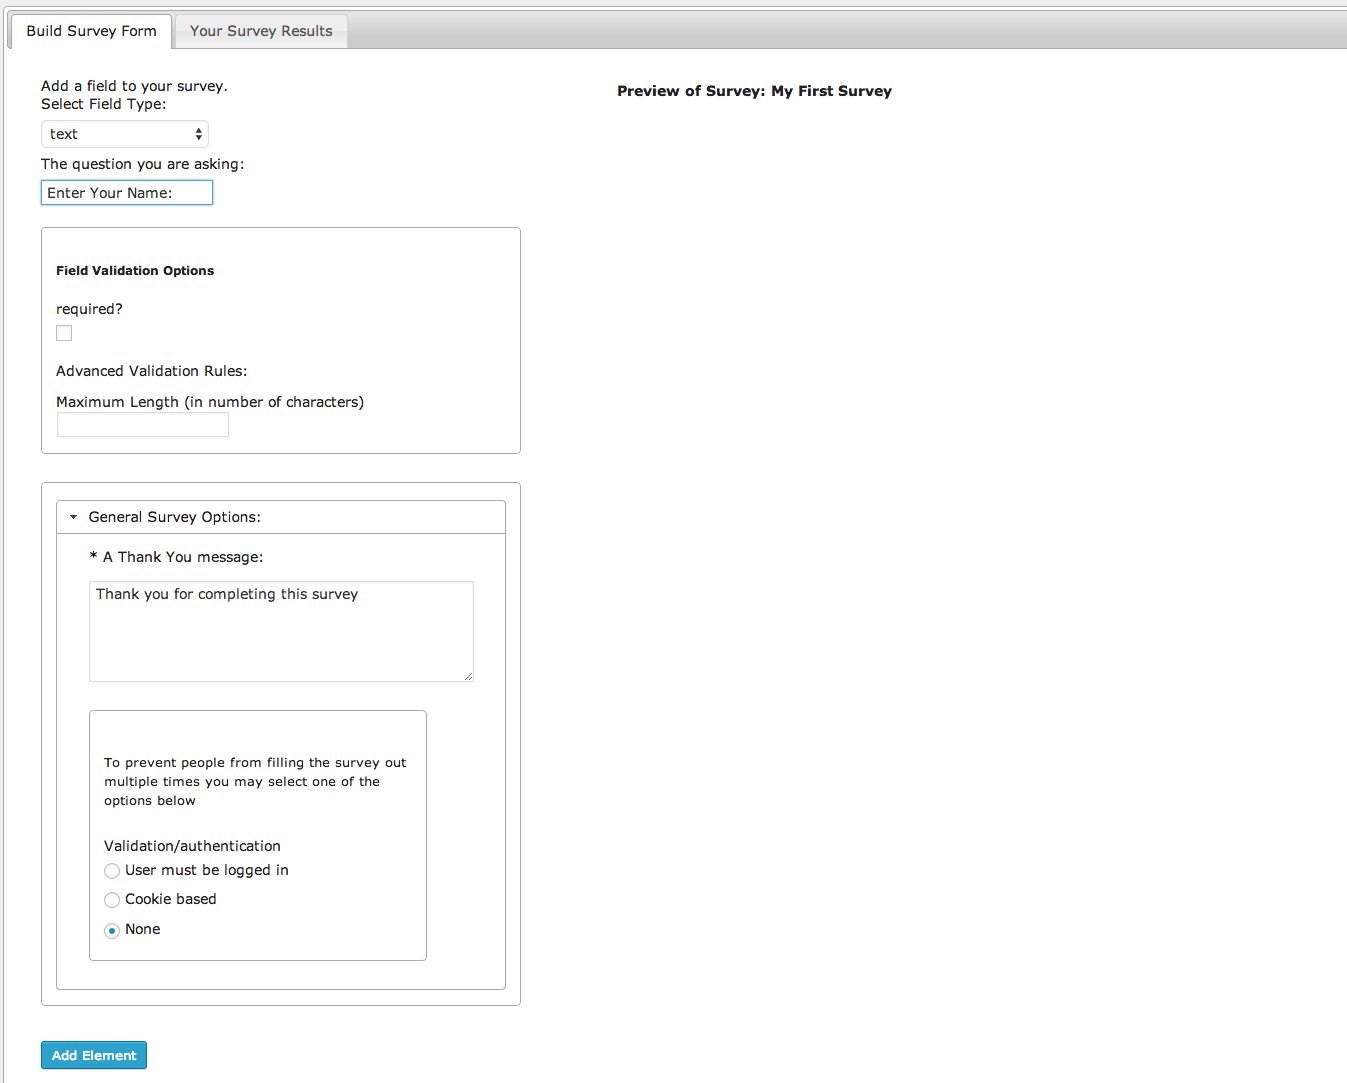 Build Survey Form
Your Survey Results
Add a field to your survey.
Select Field Type:
text
The question you are asking:
Enter Your Name:
Preview of Survey: My First Survey
Field Validation Options
required?
Advanced Validation Rules:
Maximum Length (in number of characters)
General Survey Options:
* A Thank You message:
Thank you for completing this survey
To prevent people from filling the survey out
multiple times you may select one of the
options below
Validation/authentication
User must be logged in
Cookie based
None
Add Element